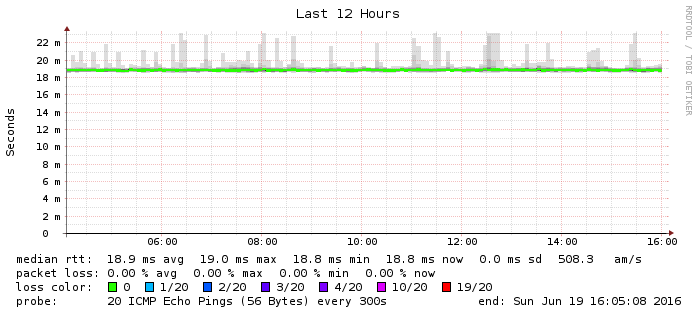 Last 12 Hours
RRDTOOL / TOBI OETIKER
Seconds
22 m
20 m
18 m
16 m
14 m
12 m
10 m
8 m
6 m
4 m
2 m
0
06:00 08:00 10:00 12:00 14:00 16:00
median rtt: 18.9 ms avg 19.0 ms max 18.8 ms min 18.8 ms now 0.0 ms sd 508.3 am/s
packet loss: 0.00 % avg 0.00 % max 0.00 % min 0.00 % now
loss color: 0 1/20 2/20 3/20 4/20 10/20 19/20
probe: 20 ICMP Echo Pings (56 Bytes) every 300s end: Sun Jun 19 16:05:08 2016